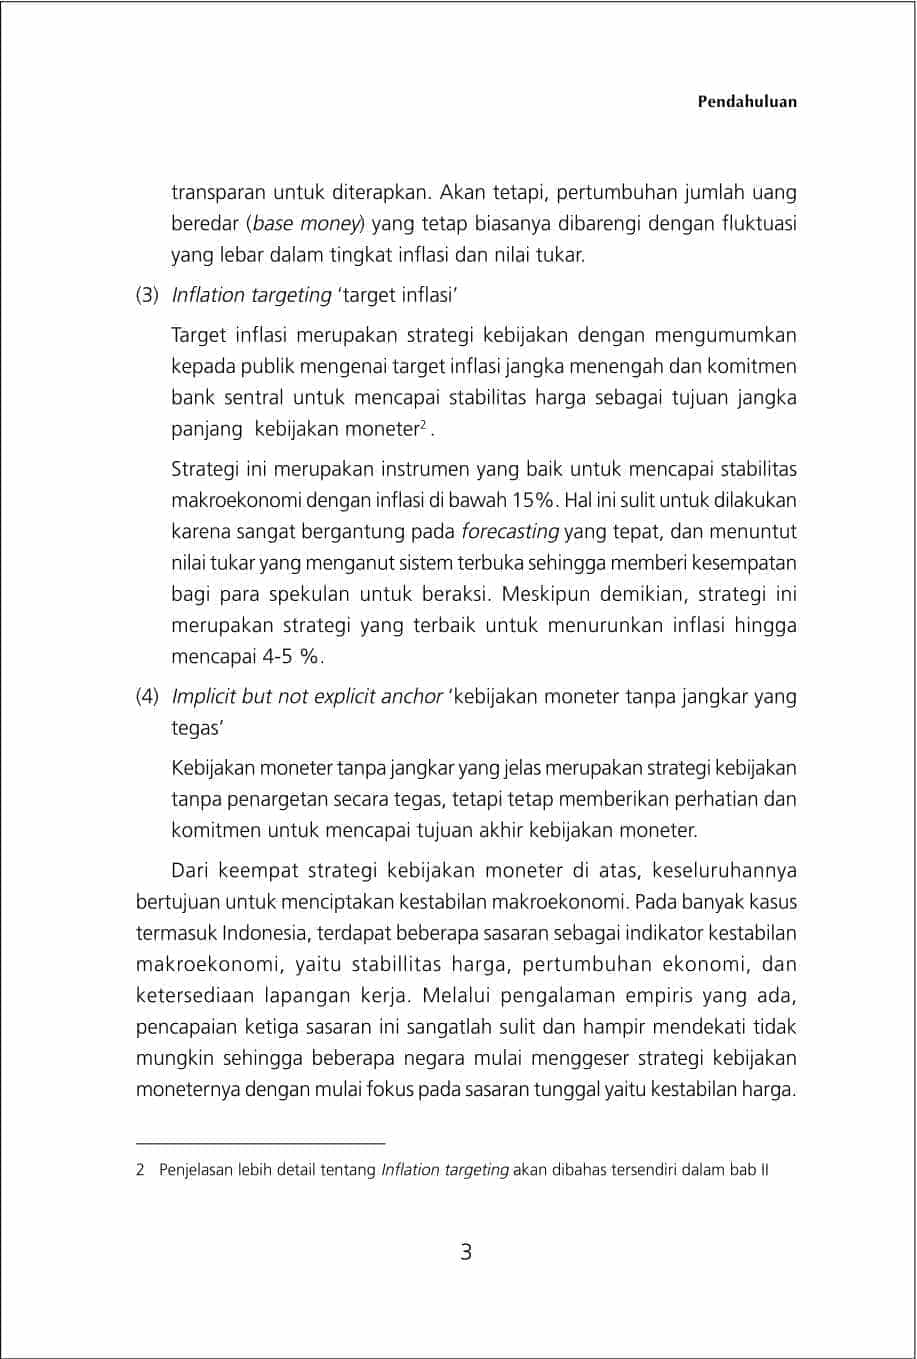 Pendahuluan
transparan untuk diterapkan. Akan tetapi, pertumbuhan jumlah uang
beredar (base money) yang tetap biasanya dibarengi dengan fluktuasi
yang lebar dalam tingkat inflasi dan nilai tukar.
(3) Inflation targeting ‘target inflasi’
Target inflasi merupakan strategi kebijakan dengan mengumumkan
kepada publik mengenai target inflasi jangka menengah dan komitmen
bank sentral untuk mencapai stabilitas harga sebagai tujuan jangka
panjang kebijakan moneter².
Strategi ini merupakan instrumen yang baik untuk mencapai stabilitas
makroekonomi dengan inflasi di bawah 15%. Hal ini sulit untuk dilakukan
karena sangat bergantung pada forecasting yang tepat, dan menuntut
nilai tukar yang menganut sistem terbuka sehingga memberi kesempatan
bagi para spekulan untuk beraksi. Meskipun demikian, strategi ini
merupakan strategi yang terbaik untuk menurunkan inflasi hingga
mencapai 4-5 %.
(4) Implicit but not explicit anchor ‘kebijakan moneter tanpa jangkar yang
tegas’
Kebijakan moneter tanpa jangkar yang jelas merupakan strategi kebijakan
tanpa penargetan secara tegas, tetapi tetap memberikan perhatian dan
komitmen untuk mencapai tujuan akhir kebijakan moneter.
Dari keempat strategi kebijakan moneter di atas, keseluruhannya
bertujuan untuk menciptakan kestabilan makroekonomi. Pada banyak kasus
termasuk Indonesia, terdapat beberapa sasaran sebagai indikator kestabilan
makroekonomi, yaitu stabillitas harga, pertumbuhan ekonomi, dan
ketersediaan lapangan kerja. Melalui pengalaman empiris yang ada,
pencapaian ketiga sasaran ini sangatlah sulit dan hampir mendekati tidak
mungkin sehingga beberapa negara mulai menggeser strategi kebijakan
moneternya dengan mulai fokus pada sasaran tunggal yaitu kestabilan harga.
2 Penjelasan lebih detail tentang Inflation targeting akan dibahas tersendiri dalam bab II
3